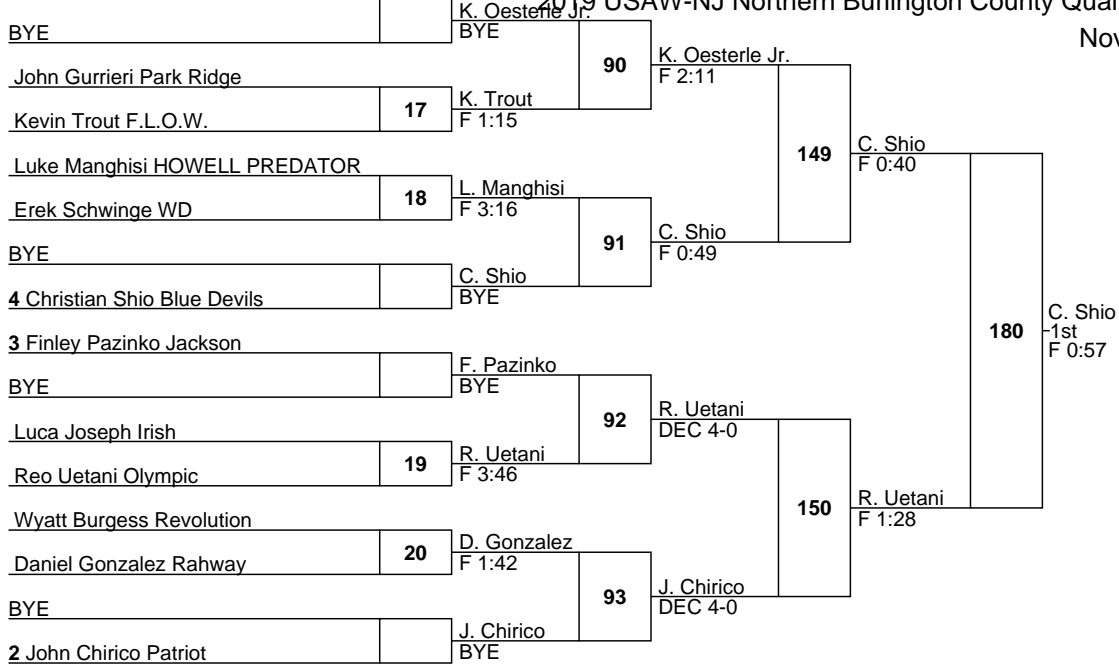 2019 USAW-NJ Northern Burlington County Qual
Nov
K. Oesterle Jr.
BYE
BYE
90
K. Oesterle Jr.
F 2:11
John Gurrieri Park Ridge
17
K. Trout
F 1:15
Kevin Trout F.L.O.W.
149
C. Shio
F 0:40
Luke Manghisi HOWELL PREDATOR
18
L. Manghisi
F 3:16
Erek Schwinge WD
91
C. Shio
F 0:49
BYE
C. Shio
BYE
4 Christian Shio Blue Devils
180
C. Shio
1st
F 0:57
3 Finley Pazinko Jackson
F. Pazinko
BYE
BYE
92
R. Uetani
DEC 4-0
Luca Joseph Irish
19
R. Uetani
F 3:46
Reo Uetani Olympic
150
R. Uetani
F 1:28
Wyatt Burgess Revolution
20
D. Gonzalez
F 1:42
Daniel Gonzalez Rahway
93
J. Chirico
DEC 4-0
BYE
J. Chirico
BYE
2 John Chirico Patriot